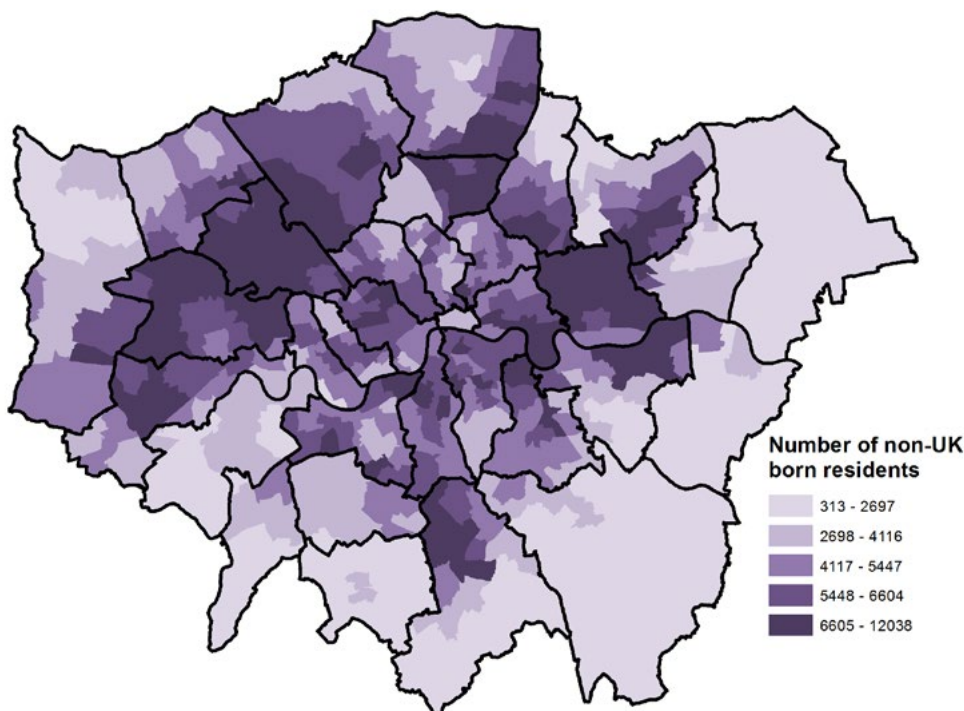 Number of non-UK
born residents
313 - 2697
2698 - 4116
4117 - 5447
5448 - 6604
6605 - 12038